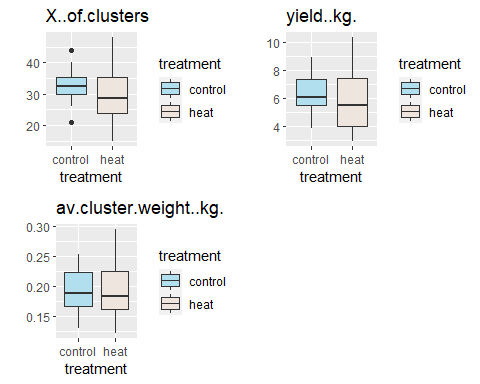 X..of.clusters
40
30
20
control heat
treatment
treatment
control
heat
yield..kg.
10
8
6
4
control heat
treatment
treatment
control
heat
av.cluster.weight..kg.
0.30
0.25
0.20
0.15
control heat
treatment
treatment
control
heat